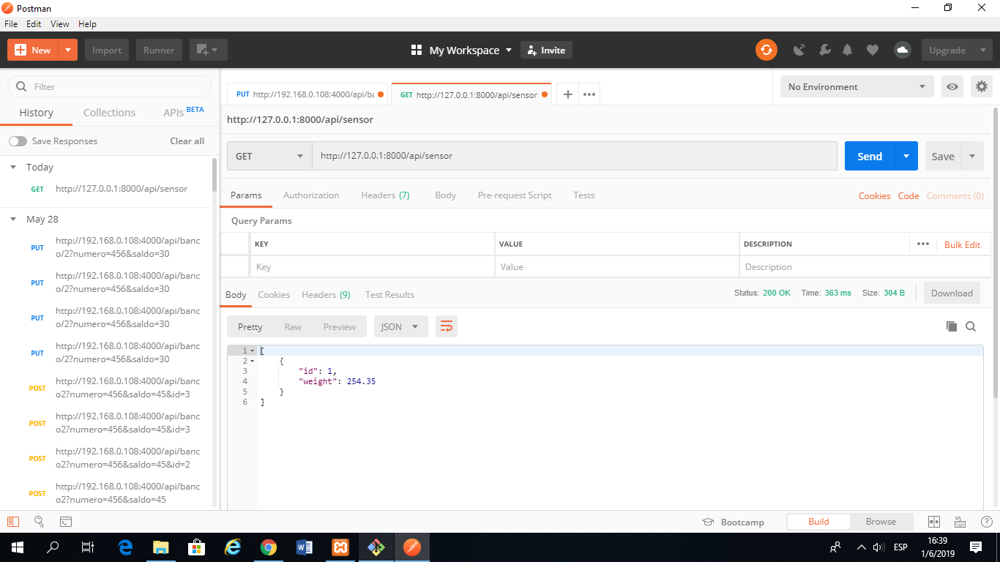 Postman
File Edit View Help
New Import Runner My Workspace Invite Upgrade
Filter
History Collections APIs BETA
Save Responses Clear all
Today
GET http://127.0.0.1:8000/api/sensor
May 28
PUT http://192.168.0.108:4000/api/banc
o/2?numero=456&saldo=30
PUT http://192.168.0.108:4000/api/banc
o/2?numero=456&saldo=30
PUT http://192.168.0.108:4000/api/banc
o/2?numero=456&saldo=30
PUT http://192.168.0.108:4000/api/banc
o/2?numero=456&saldo=30
POST http://192.168.0.108:4000/api/banc
o2?numero=456&saldo=45&id=3
POST http://192.168.0.108:4000/api/banc
o2?numero=456&saldo=45&id=3
POST http://192.168.0.108:4000/api/banc
o2?numero=456&saldo=45&id=2
POST http://192.168.0.108:4000/api/banc
o2?numero=456&saldo=45
PUT http://192.168.0.108:4000/api/ba GET http://127.0.0.1:8000/api/sensor
No Environment
http://127.0.0.1:8000/api/sensor
GET http://127.0.0.1:8000/api/sensor Send Save
Params Authorization Headers (7) Body Pre-request Script Tests Cookies Code Comments (0)
Query Params
KEY VALUE DESCRIPTION Bulk Edit
Key Value Description
Body Cookies Headers (9) Test Results Status: 200 OK Time: 363 ms Size: 304 B Download
Pretty Raw Preview JSON
1 [
2 {
3 "id": 1,
4 "weight": 254.35
5 }
6 ]
Bootcamp Build Browse
ESP 16:39
1/6/2019